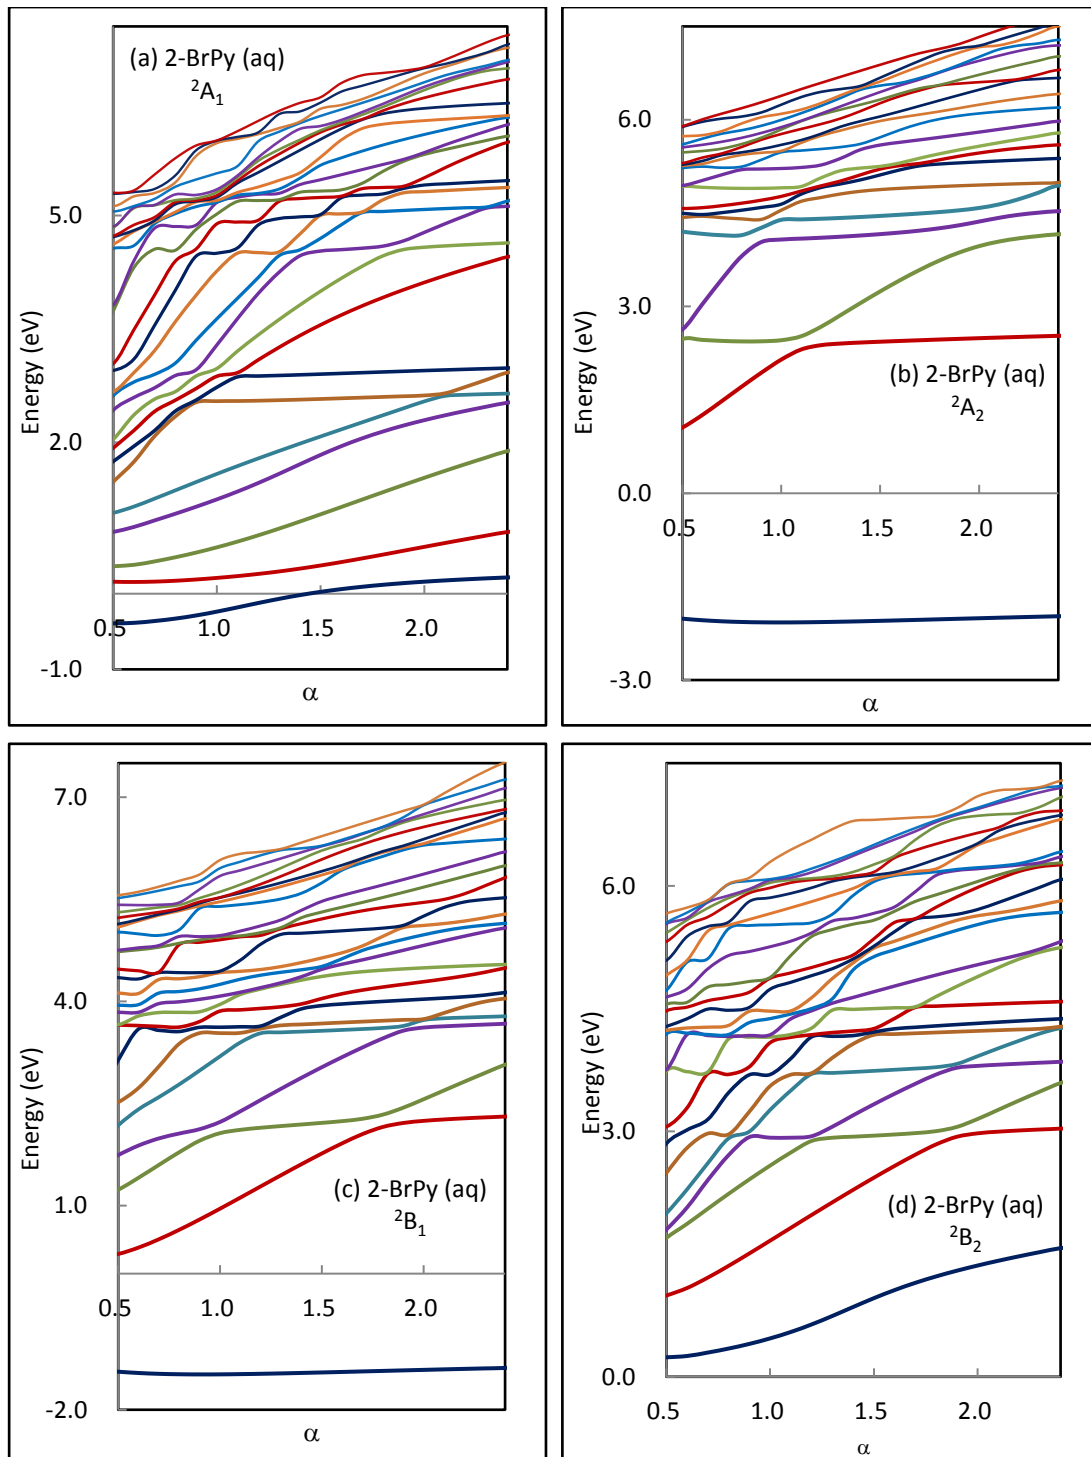 (a) 2-BrPy (aq)
²A₁
5.0
2.0
-1.0
Energy (eV)
0.5
1.0
1.5
2.0
α
6.0
3.0
0.0
-3.0
Energy (eV)
(b) 2-BrPy (aq)
²A₂
0.5
1.0
1.5
2.0
α
7.0
4.0
1.0
-2.0
Energy (eV)
(c) 2-BrPy (aq)
²B₁
0.5
1.0
1.5
2.0
α
6.0
3.0
0.0
Energy (eV)
(d) 2-BrPy (aq)
²B₂
0.5
1.0
1.5
2.0
α